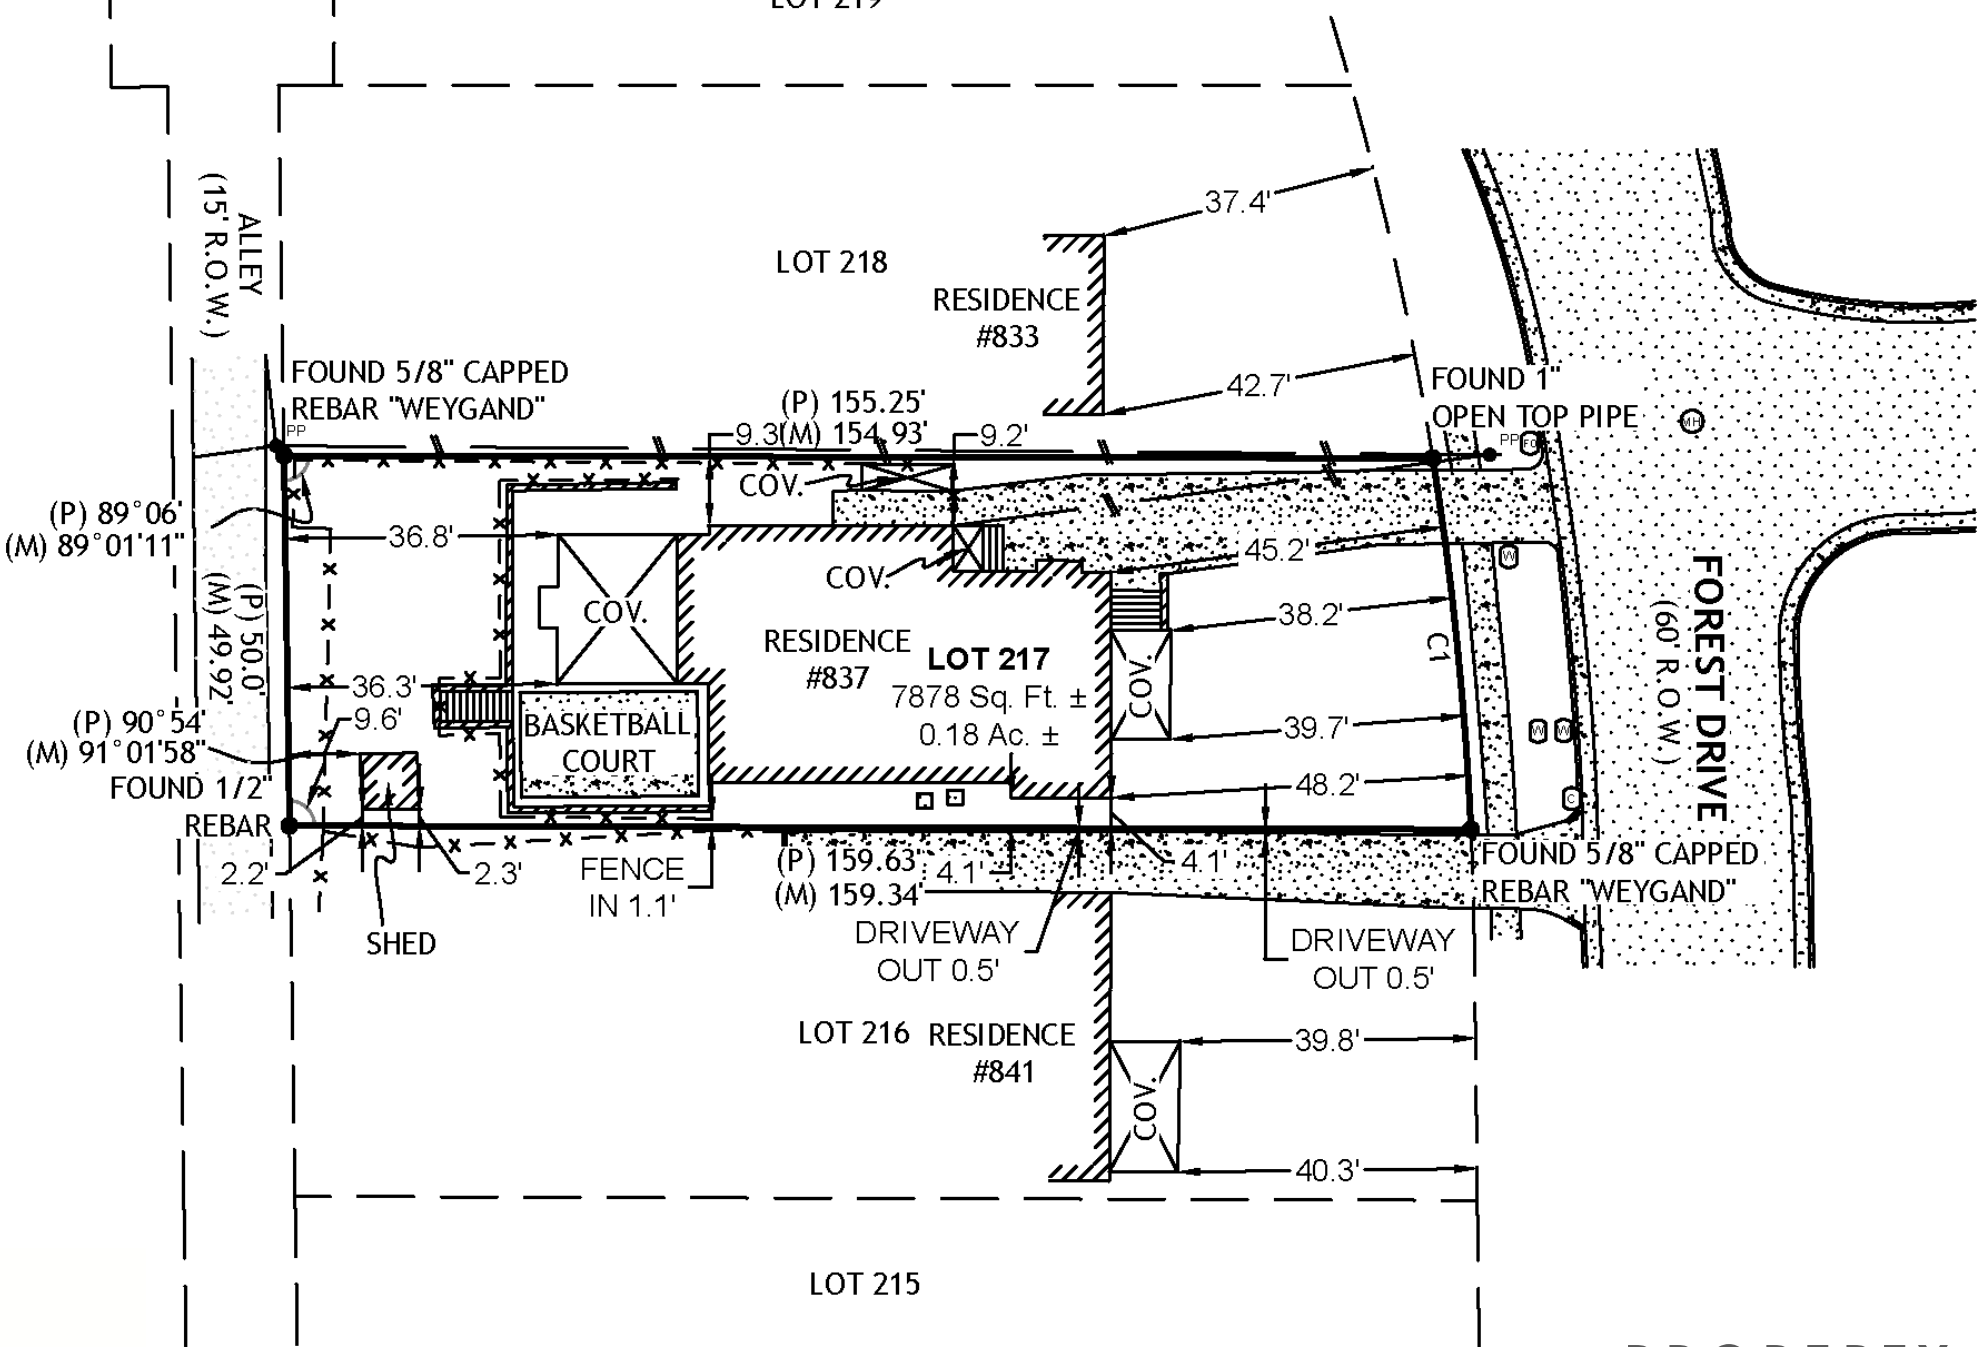 LOT 219
37.4'
ALLEY
(15' R.O.W.)
LOT 218
RESIDENCE
#833
FOUND 5/8" CAPPED
REBAR "WEYGAND"
PP
42.7'
FOUND 1"
OPEN TOP PIPE
PP
FO
MH
(P) 155.25'
(M) 154.93'
9.3'
9.2'
COV.
(P) 89°06'
(M) 89°01'11"
36.8'
45.2'
W
COV.
COV.
38.2'
(P) 50.0'
(M) 49.92'
RESIDENCE
#837
LOT 217
7878 Sq. Ft. ±
0.18 Ac. ±
COV.
C1
FOREST DRIVE
(60' R.O.W.)
36.3'
9.6'
(P) 90°54'
(M) 91°01'58"
BASKETBALL
COURT
39.7'
W
W
48.2'
C
FOUND 1/2"
REBAR
2.2'
2.3'
FENCE
IN 1.1'
(P) 159.63'
(M) 159.34'
4.1'
4.1'
FOUND 5/8" CAPPED
REBAR "WEYGAND"
SHED
DRIVEWAY
OUT 0.5'
DRIVEWAY
OUT 0.5'
LOT 216
RESIDENCE
#841
39.8'
COV.
40.3'
LOT 215